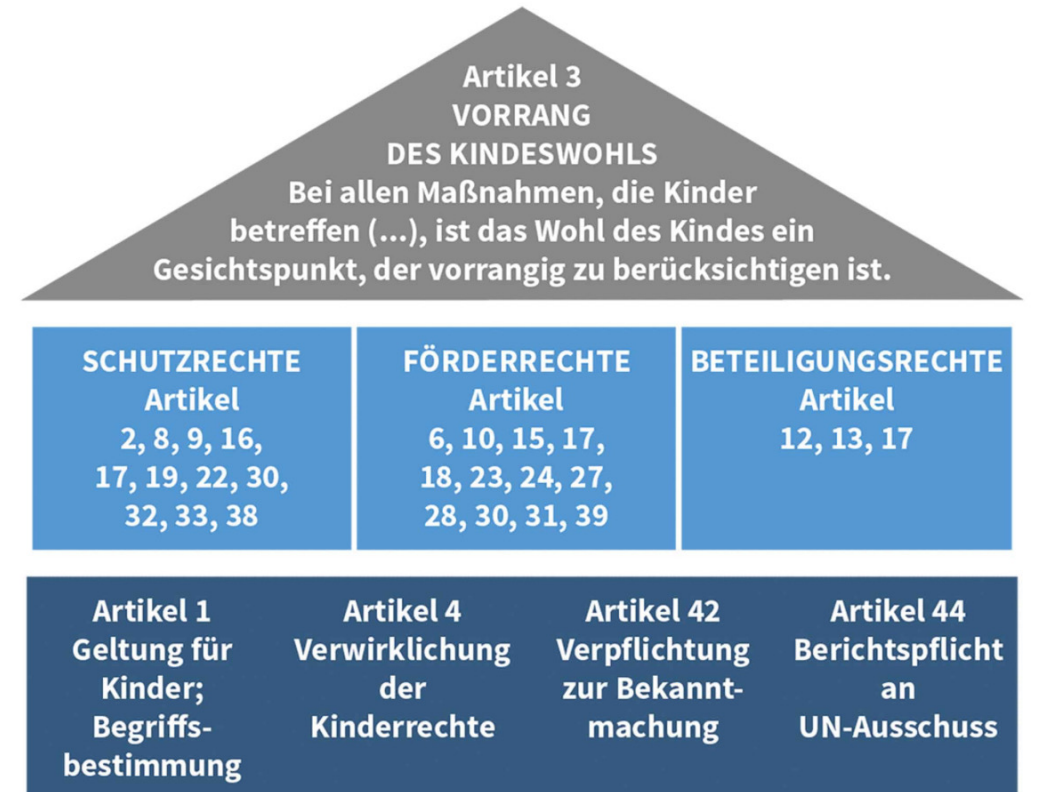 Artikel 3
VORRANG
DES KINDESWOHLS
Bei allen Maßnahmen, die Kinder
betreffen (...), ist das Wohl des Kindes ein
Gesichtspunkt, der vorrangig zu berücksichtigen ist.
SCHUTZRECHTE
Artikel
2, 8, 9, 16,
17, 19, 22, 30,
32, 33, 38
FÖRDERRECHTE
Artikel
6, 10, 15, 17,
18, 23, 24, 27,
28, 30, 31, 39
BETEILIGUNGSRECHTE
Artikel
12, 13, 17
Artikel 1
Geltung für
Kinder;
Begriffs-
bestimmung
Artikel 4
Verwirklichung
der
Kinderrechte
Artikel 42
Verpflichtung
zur Bekannt-
machung
Artikel 44
Berichtspflicht
an
UN-Ausschuss